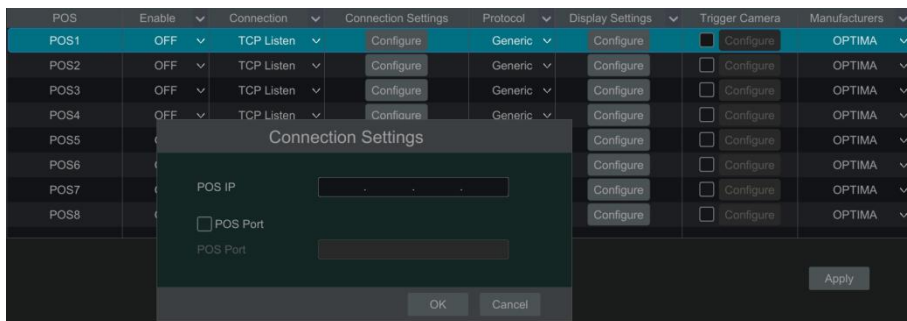 POS Enable Connection Connection Settings Protocol Display Settings Trigger Camera Manufacturers
POS1 OFF TCP Listen Configure Generic Configure Configure OPTIMA
POS2 OFF TCP Listen Configure Generic Configure Configure OPTIMA
POS3 OFF TCP Listen Configure Generic Configure Configure OPTIMA
POS4 OFF TCP Listen Configure Generic Configure Configure OPTIMA
POS5 Configure Configure OPTIMA
POS6 Configure Configure OPTIMA
POS7 Configure Configure OPTIMA
POS8 Configure Configure OPTIMA
Connection Settings
POS IP . . .
POS Port
POS Port
OK Cancel
Apply